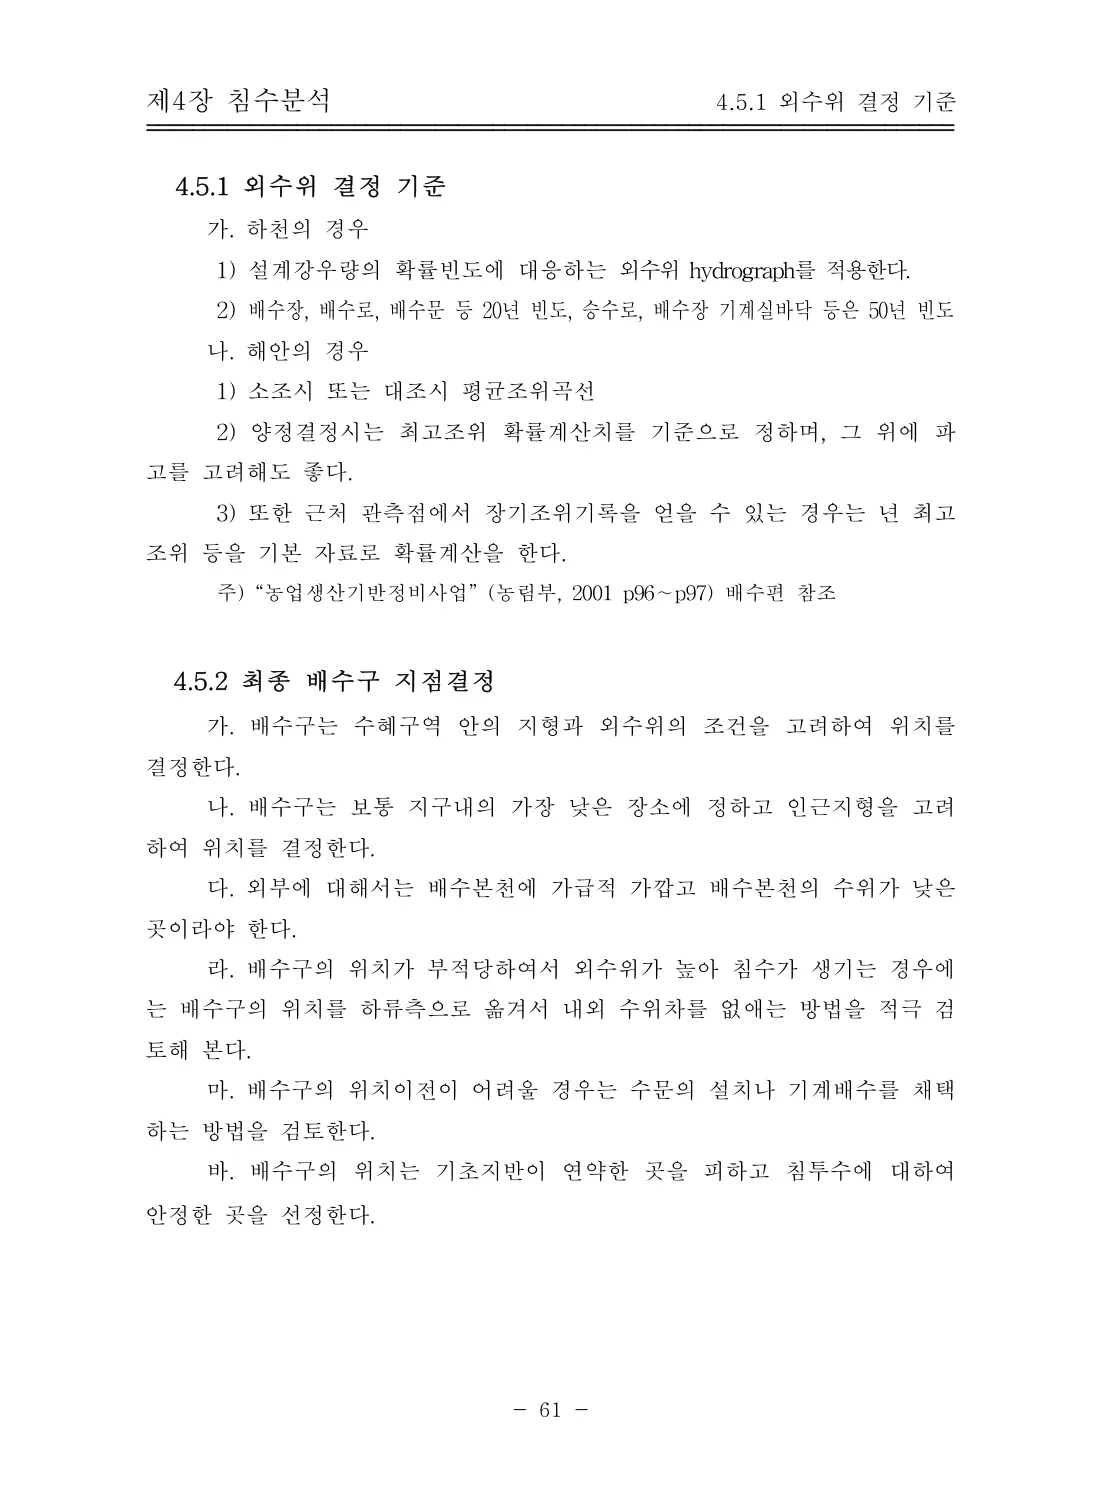 제4장 침수분석
4.5.1 외수위 결정 기준
4.5.1 외수위 결정 기준
가. 하천의 경우
1) 설계강우량의 확률빈도에 대응하는 외수위 hydrograph를 적용한다.
2) 배수장, 배수로, 배수문 등 20년 빈도, 승수로, 배수장 기계실바닥 등은 50년 빈도
나. 해안의 경우
1) 소조시 또는 대조시 평균조위곡선
2) 양정결정시는 최고조위 확률계산치를 기준으로 정하며, 그 위에 파
고를 고려해도 좋다.
3) 또한 근처 관측점에서 장기조위기록을 얻을 수 있는 경우는 년 최고
조위 등을 기본 자료로 확률계산을 한다.
주) “농업생산기반정비사업” (농림부, 2001 p96～p97) 배수편 참조
4.5.2 최종 배수구 지점결정
가. 배수구는 수혜구역 안의 지형과 외수위의 조건을 고려하여 위치를
결정한다.
나. 배수구는 보통 지구내의 가장 낮은 장소에 정하고 인근지형을 고려
하여 위치를 결정한다.
다. 외부에 대해서는 배수본천에 가급적 가깝고 배수본천의 수위가 낮은
곳이라야 한다.
라. 배수구의 위치가 부적당하여서 외수위가 높아 침수가 생기는 경우에
는 배수구의 위치를 하류측으로 옮겨서 내외 수위차를 없애는 방법을 적극 검
토해 본다.
마. 배수구의 위치이전이 어려울 경우는 수문의 설치나 기계배수를 채택
하는 방법을 검토한다.
바. 배수구의 위치는 기초지반이 연약한 곳을 피하고 침투수에 대하여
안정한 곳을 선정한다.
- 61 -